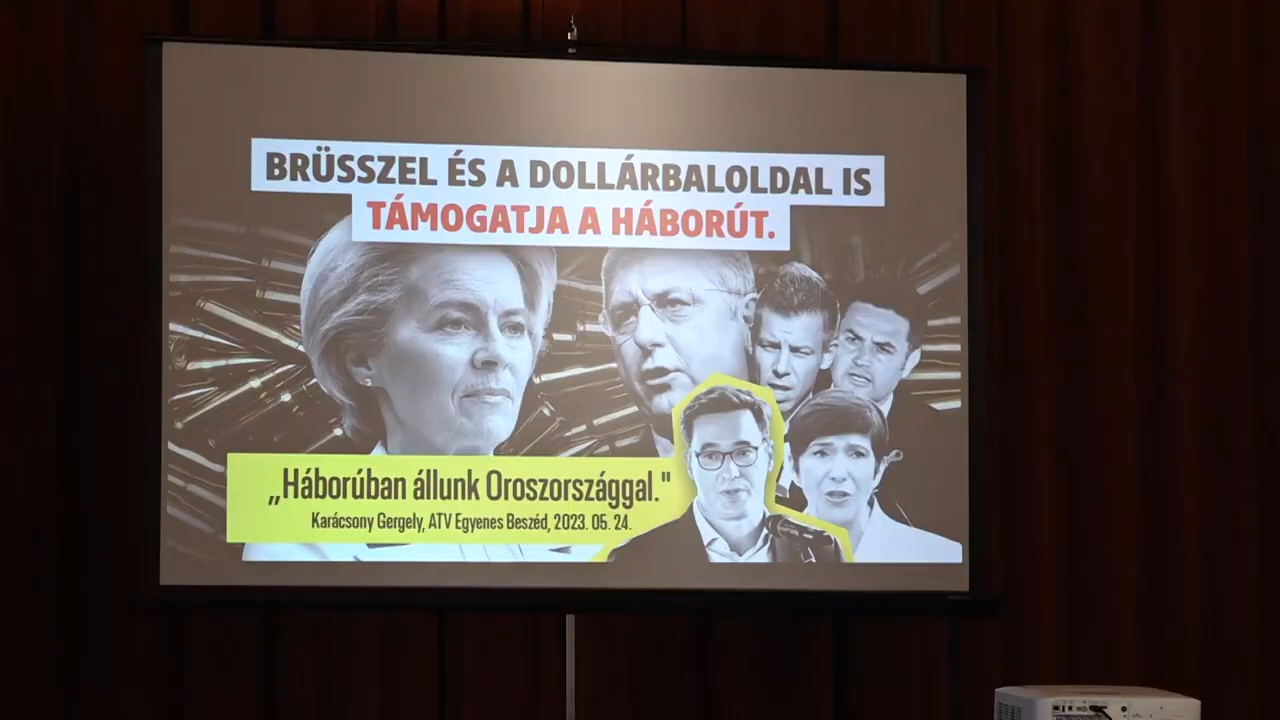 BRÜSSZEL ÉS A DOLLÁRBALOLDAL IS
TÁMOGATJA A HÁBORÚT.
„Háborúban állunk Oroszországgal."
Karácsony Gergely, ATV Egyenes Beszéd, 2023. 05. 24.